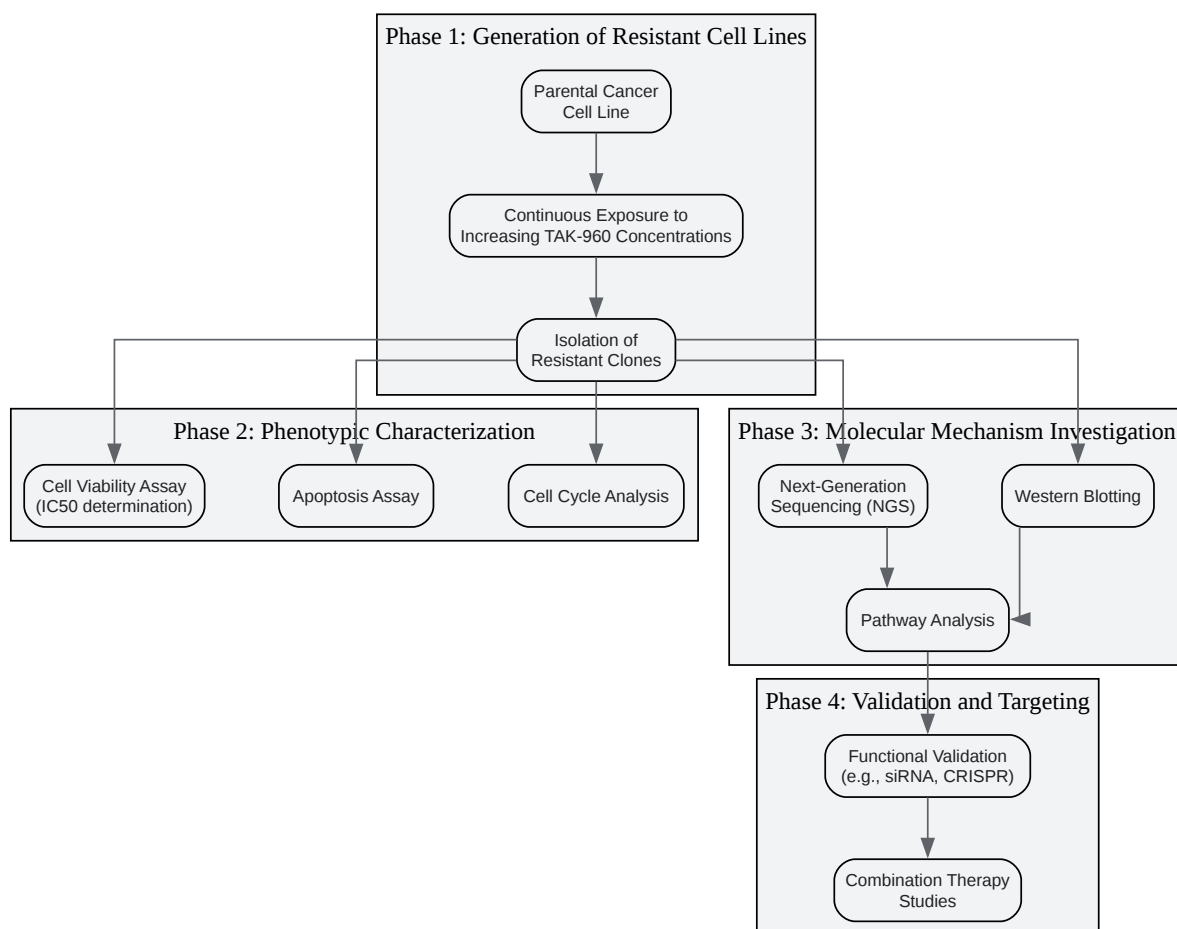 Phase 1: Generation of Resistant Cell Lines
Parental Cancer
Cell Line
Continuous Exposure to
Increasing TAK-960 Concentrations
Isolation of
Resistant Clones
Phase 2: Phenotypic Characterization
Cell Viability Assay
(IC50 determination)
Apoptosis Assay
Cell Cycle Analysis
Phase 3: Molecular Mechanism Investigation
Next-Generation
Sequencing (NGS)
Western Blotting
Pathway Analysis
Phase 4: Validation and Targeting
Functional Validation
(e.g., siRNA, CRISPR)
Combination Therapy
Studies